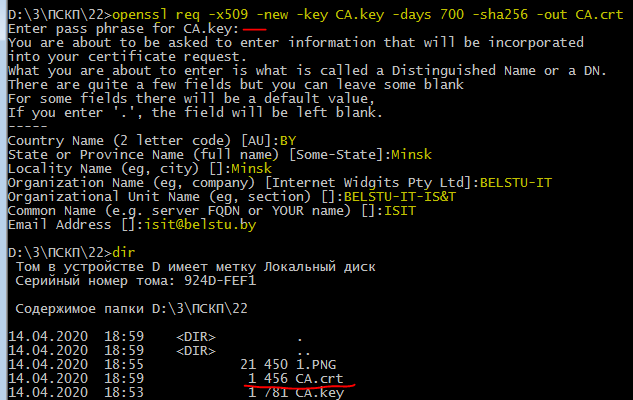 D:\3\ПСКП\22>openssl req -x509 -new -key CA.key -days 700 -sha256 -out CA.crt
Enter pass phrase for CA.key:
You are about to be asked to enter information that will be incorporated
into your certificate request.
What you are about to enter is what is called a Distinguished Name or a DN.
There are quite a few fields but you can leave some blank
For some fields there will be a default value,
If you enter '.', the field will be left blank.
-----
Country Name (2 letter code) [AU]:BY
State or Province Name (full name) [Some-State]:Minsk
Locality Name (eg, city) []:Minsk
Organization Name (eg, company) [Internet Widgits Pty Ltd]:BELSTU-IT
Organizational Unit Name (eg, section) []:BELSTU-IT-IS&T
Common Name (e.g. server FQDN or YOUR name) []:ISIT
Email Address []:isit@belstu.by
D:\3\ПСКП\22>dir
Том в устройстве D имеет метку Локальный диск
Серийный номер тома: 924D-FEF1
Содержимое папки D:\3\ПСКП\22
14.04.2020 18:59 <DIR> .
14.04.2020 18:59 <DIR> ..
14.04.2020 18:55 21 450 1.PNG
14.04.2020 18:59 1 456 CA.crt
14.04.2020 18:53 1 781 CA.key